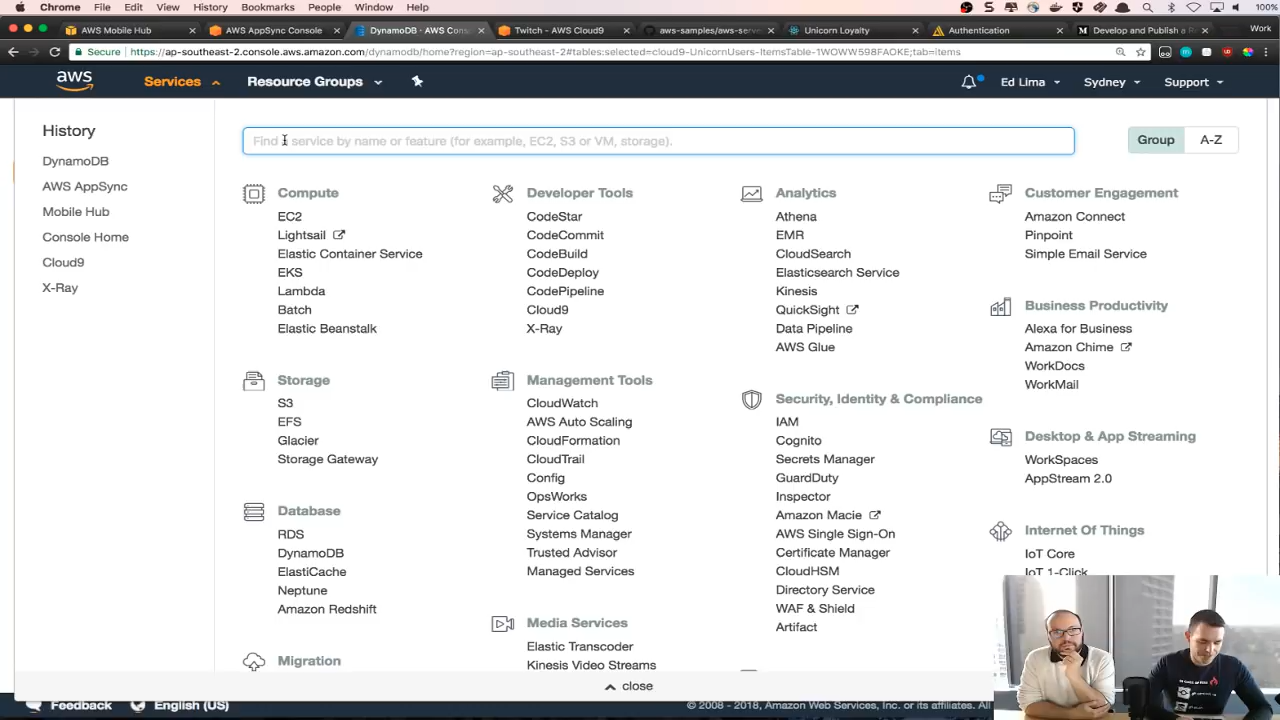 Chrome File Edit View History Bookmarks People Window Help 100%
AWS Mobile Hub
AWS AppSync Console
DynamoDB · AWS Cons
Twitch - AWS Cloud9
aws-samples/aws-serv
Unicorn Loyalty
Authentication
Develop and Publish a Re
Work
Secure https://ap-southeast-2.console.aws.amazon.com/dynamodb/home?region=ap-southeast-2#tables:selected=cloud9-UnicornUsers-ItemsTable-1WOWW598FAOKE;tab=items
aws Services Resource Groups Ed Lima Sydney Support
History
DynamoDB
AWS AppSync
Mobile Hub
Console Home
Cloud9
X-Ray
Find a service by name or feature (for example, EC2, S3 or VM, storage).
Group A-Z
Compute
EC2
Lightsail
Elastic Container Service
EKS
Lambda
Batch
Elastic Beanstalk
Storage
S3
EFS
Glacier
Storage Gateway
Database
RDS
DynamoDB
ElastiCache
Neptune
Amazon Redshift
Migration
Developer Tools
CodeStar
CodeCommit
CodeBuild
CodeDeploy
CodePipeline
Cloud9
X-Ray
Management Tools
CloudWatch
AWS Auto Scaling
CloudFormation
CloudTrail
Config
OpsWorks
Service Catalog
Systems Manager
Trusted Advisor
Managed Services
Media Services
Elastic Transcoder
Kinesis Video Streams
Analytics
Athena
EMR
CloudSearch
Elasticsearch Service
Kinesis
QuickSight
Data Pipeline
AWS Glue
Security, Identity & Compliance
IAM
Cognito
Secrets Manager
GuardDuty
Inspector
Amazon Macie
AWS Single Sign-On
Certificate Manager
CloudHSM
Directory Service
WAF & Shield
Artifact
Customer Engagement
Amazon Connect
Pinpoint
Simple Email Service
Business Productivity
Alexa for Business
Amazon Chime
WorkDocs
WorkMail
Desktop & App Streaming
WorkSpaces
AppStream 2.0
Internet Of Things
IoT Core
IoT 1-Click
close
Feedback English (US) © 2008 - 2018, Amazon Web Services, Inc. or its affiliates. All